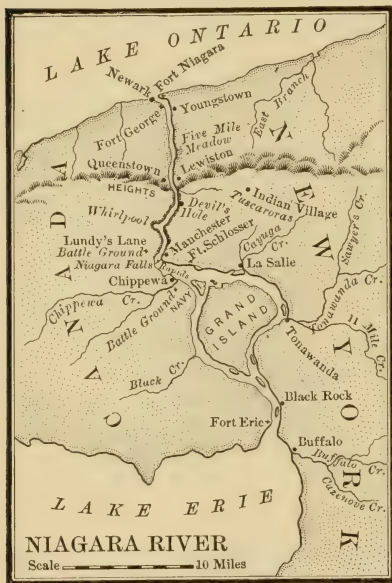 LAKE ONTARIO
Fort Niagara
Newark
Youngstown
Fort George
East Branch
Five Mile
Meadow
Queenstown
Lewiston
HEIGHTS
Devil's
Hole
Indian Village
Tuscaroras
Whirlpool
Sawyer's Cr.
Manchester
Lundy's Lane
Battle Ground
Ft. Schlosser
Cayuga
Cr.
Niagara Falls
Rapids
La Salle
Chippewa
Chippewa Cr.
Battle Ground
NAVY
GRAND
ISLAND
Tonawanda Cr.
11 Mile
Cr.
Tonawanda
Black Cr.
Black Rock
Fort Erie
Buffalo
Buffalo Cr.
Cazenove Cr.
CANADA
NEW YORK
LAKE ERIE
NIAGARA RIVER
Scale 10 Miles